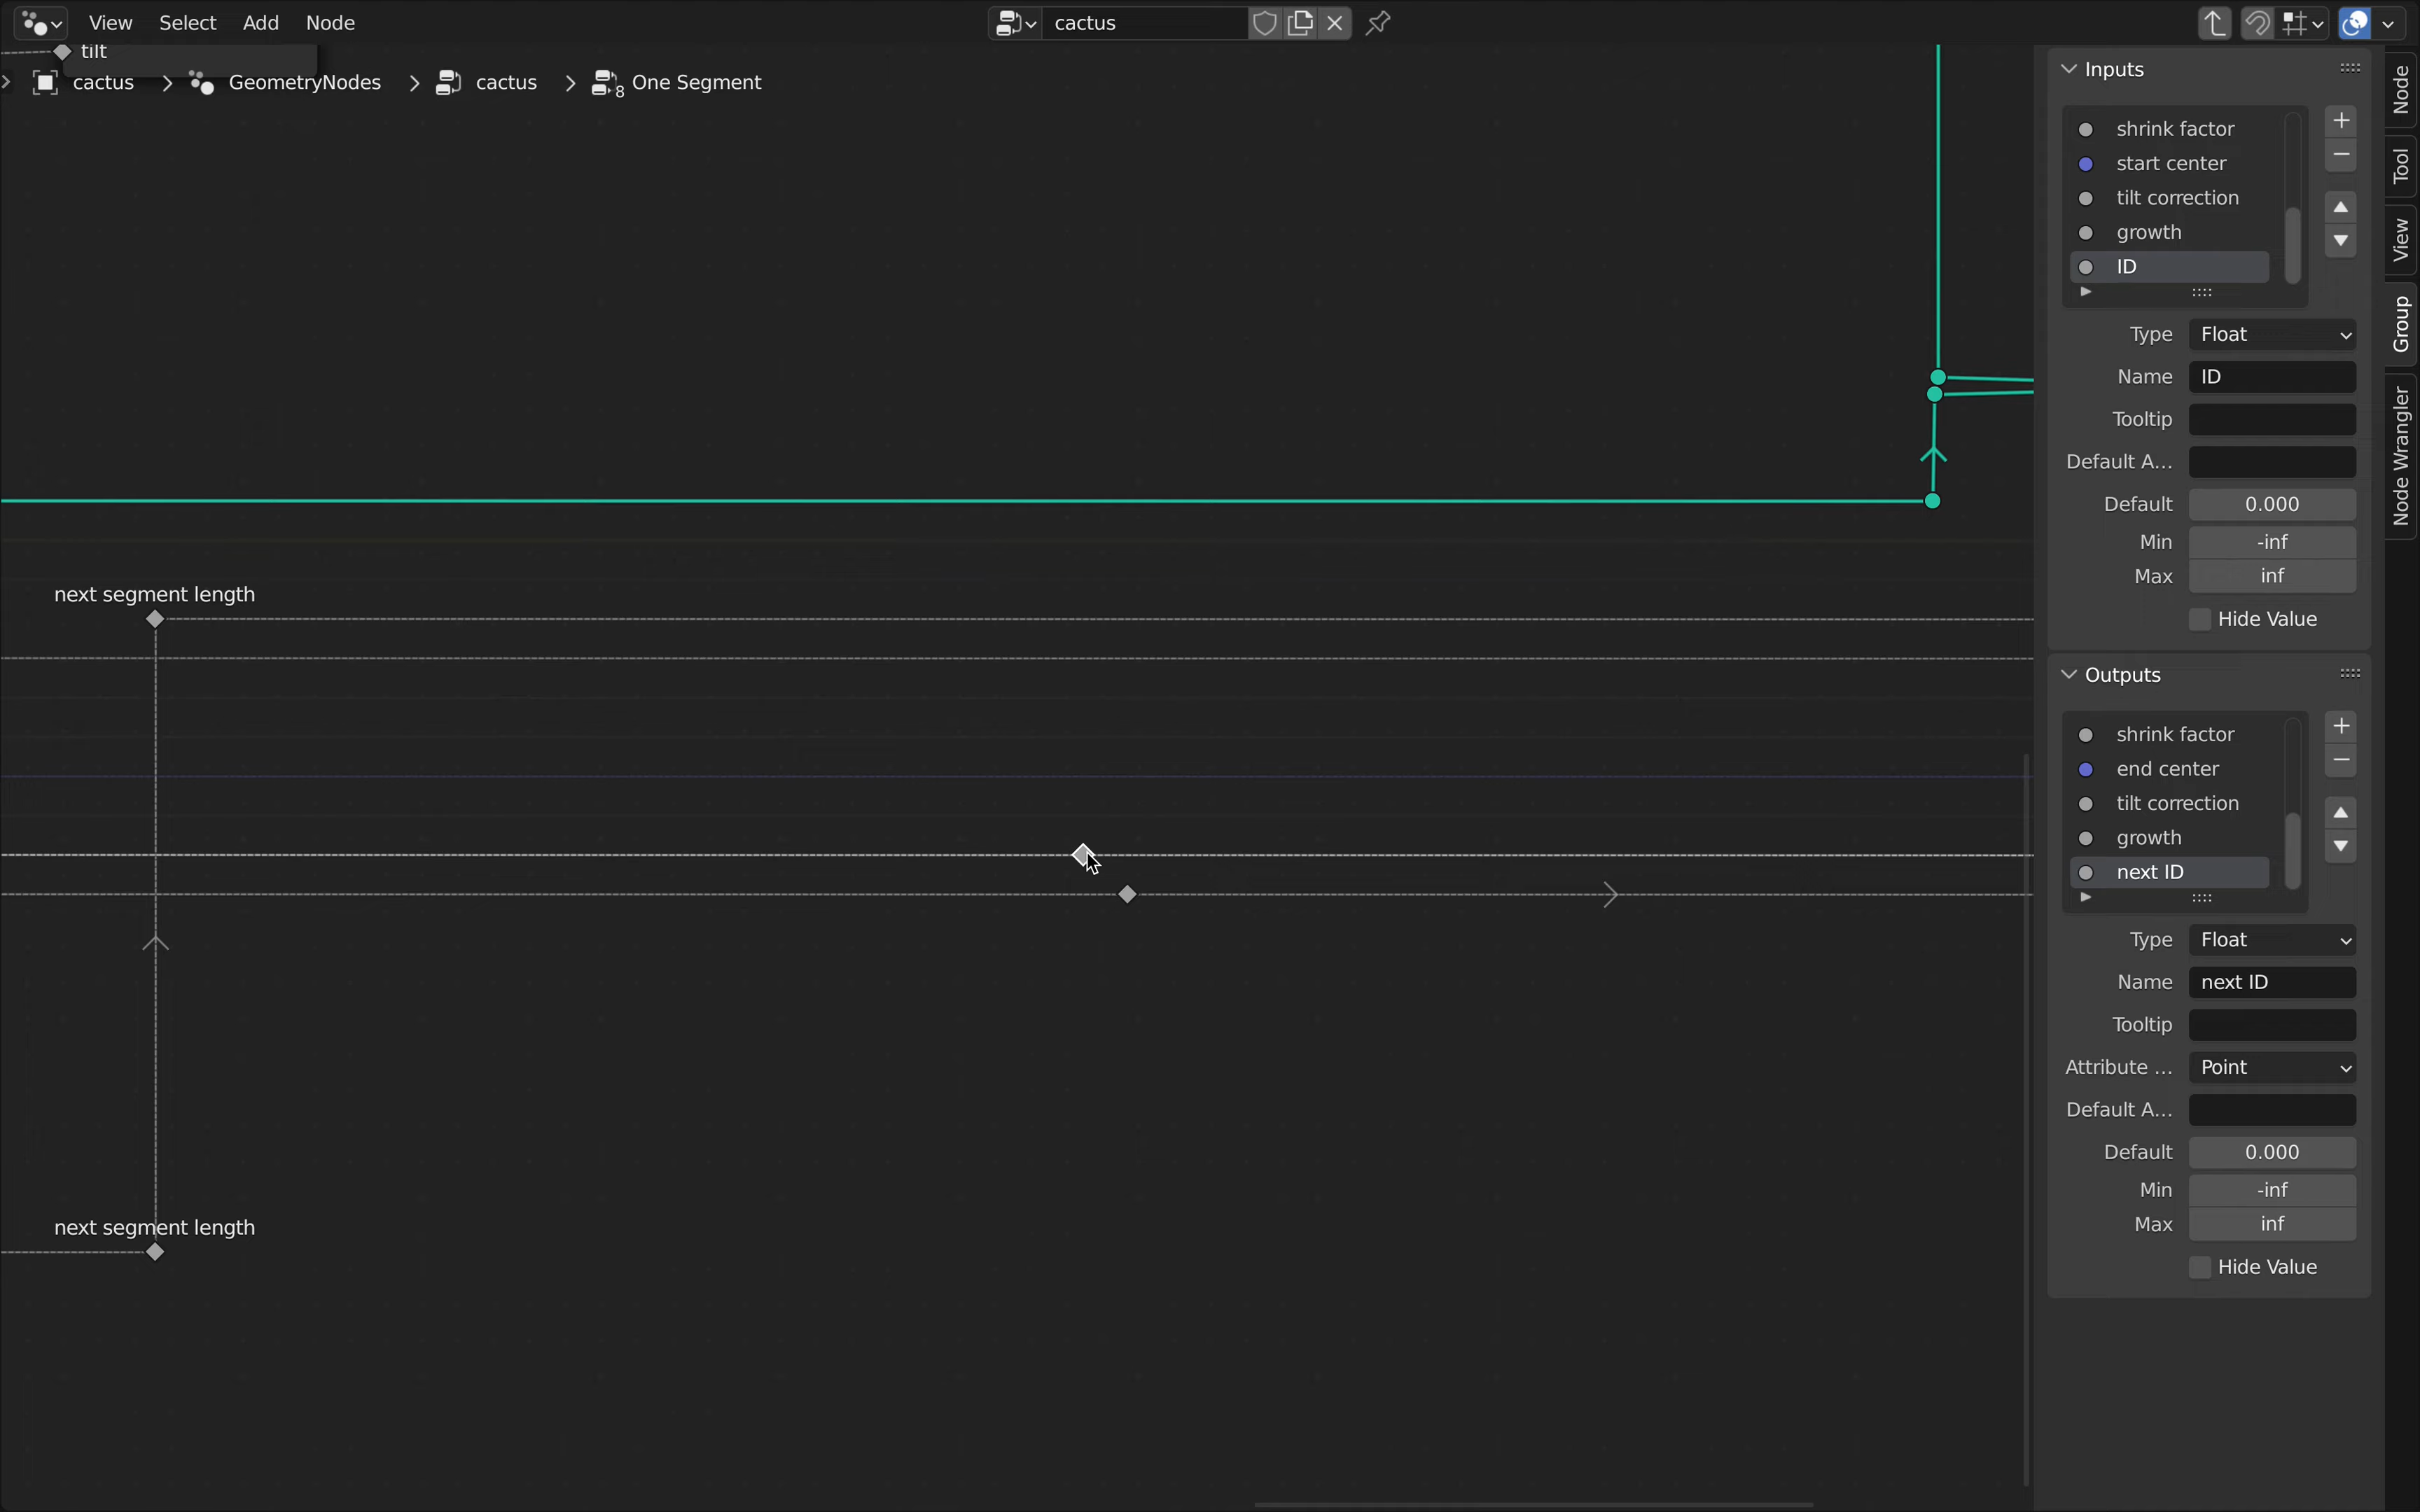 View Select Add Node
cactus
tilt
cactus GeometryNodes cactus 8 One Segment
next segment length
next segment length
Inputs
shrink factor
start center
tilt correction
growth
ID
Type Float
Name ID
Tooltip
Default A...
Default 0.000
Min -inf
Max inf
Hide Value
Outputs
shrink factor
end center
tilt correction
growth
next ID
Type Float
Name next ID
Tooltip
Attribute ... Point
Default A...
Default 0.000
Min -inf
Max inf
Hide Value
Node
Tool
View
Group
Node Wrangler